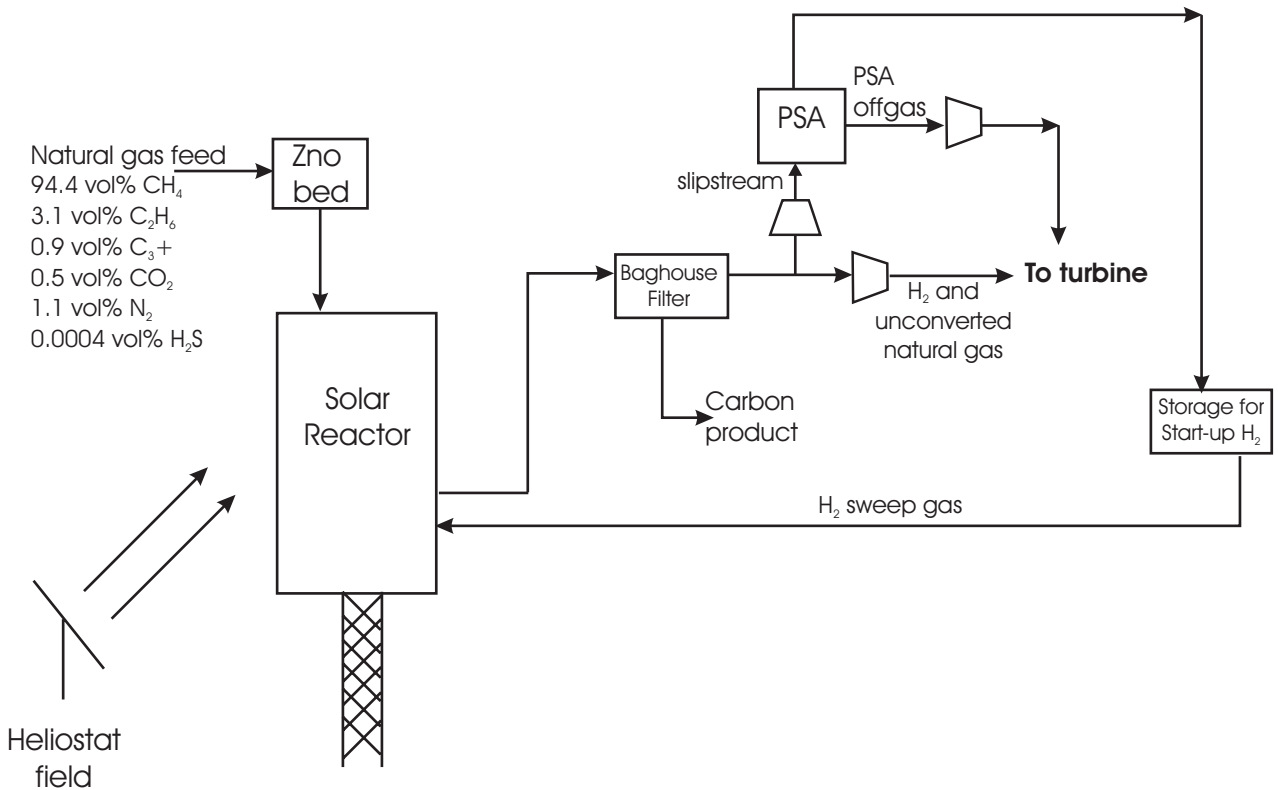 Natural gas feed
94.4 vol% CH₄
3.1 vol% C₂H₆
0.9 vol% C₃+
0.5 vol% CO₂
1.1 vol% N₂
0.0004 vol% H₂S
Zno
bed
Solar
Reactor
Heliostat
field
Baghouse
Filter
Carbon
product
slipstream
PSA
PSA
offgas
H₂ and
unconverted
natural gas
To turbine
Storage for
Start-up H₂
H₂ sweep gas